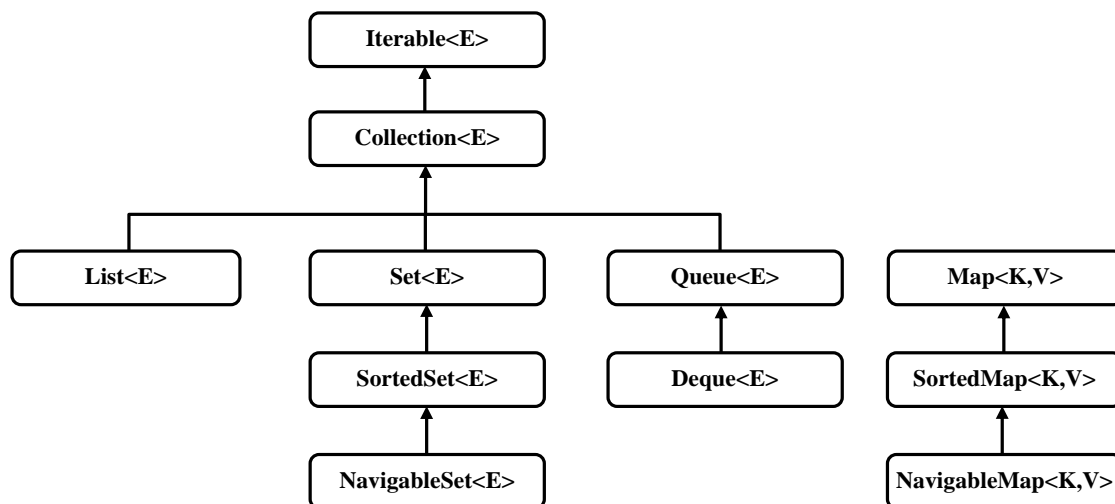 Iterable<E>
Collection<E>
List<E>
Set<E>
Queue<E>
Map<K,V>
SortedSet<E>
Deque<E>
SortedMap<K,V>
NavigableSet<E>
NavigableMap<K,V>